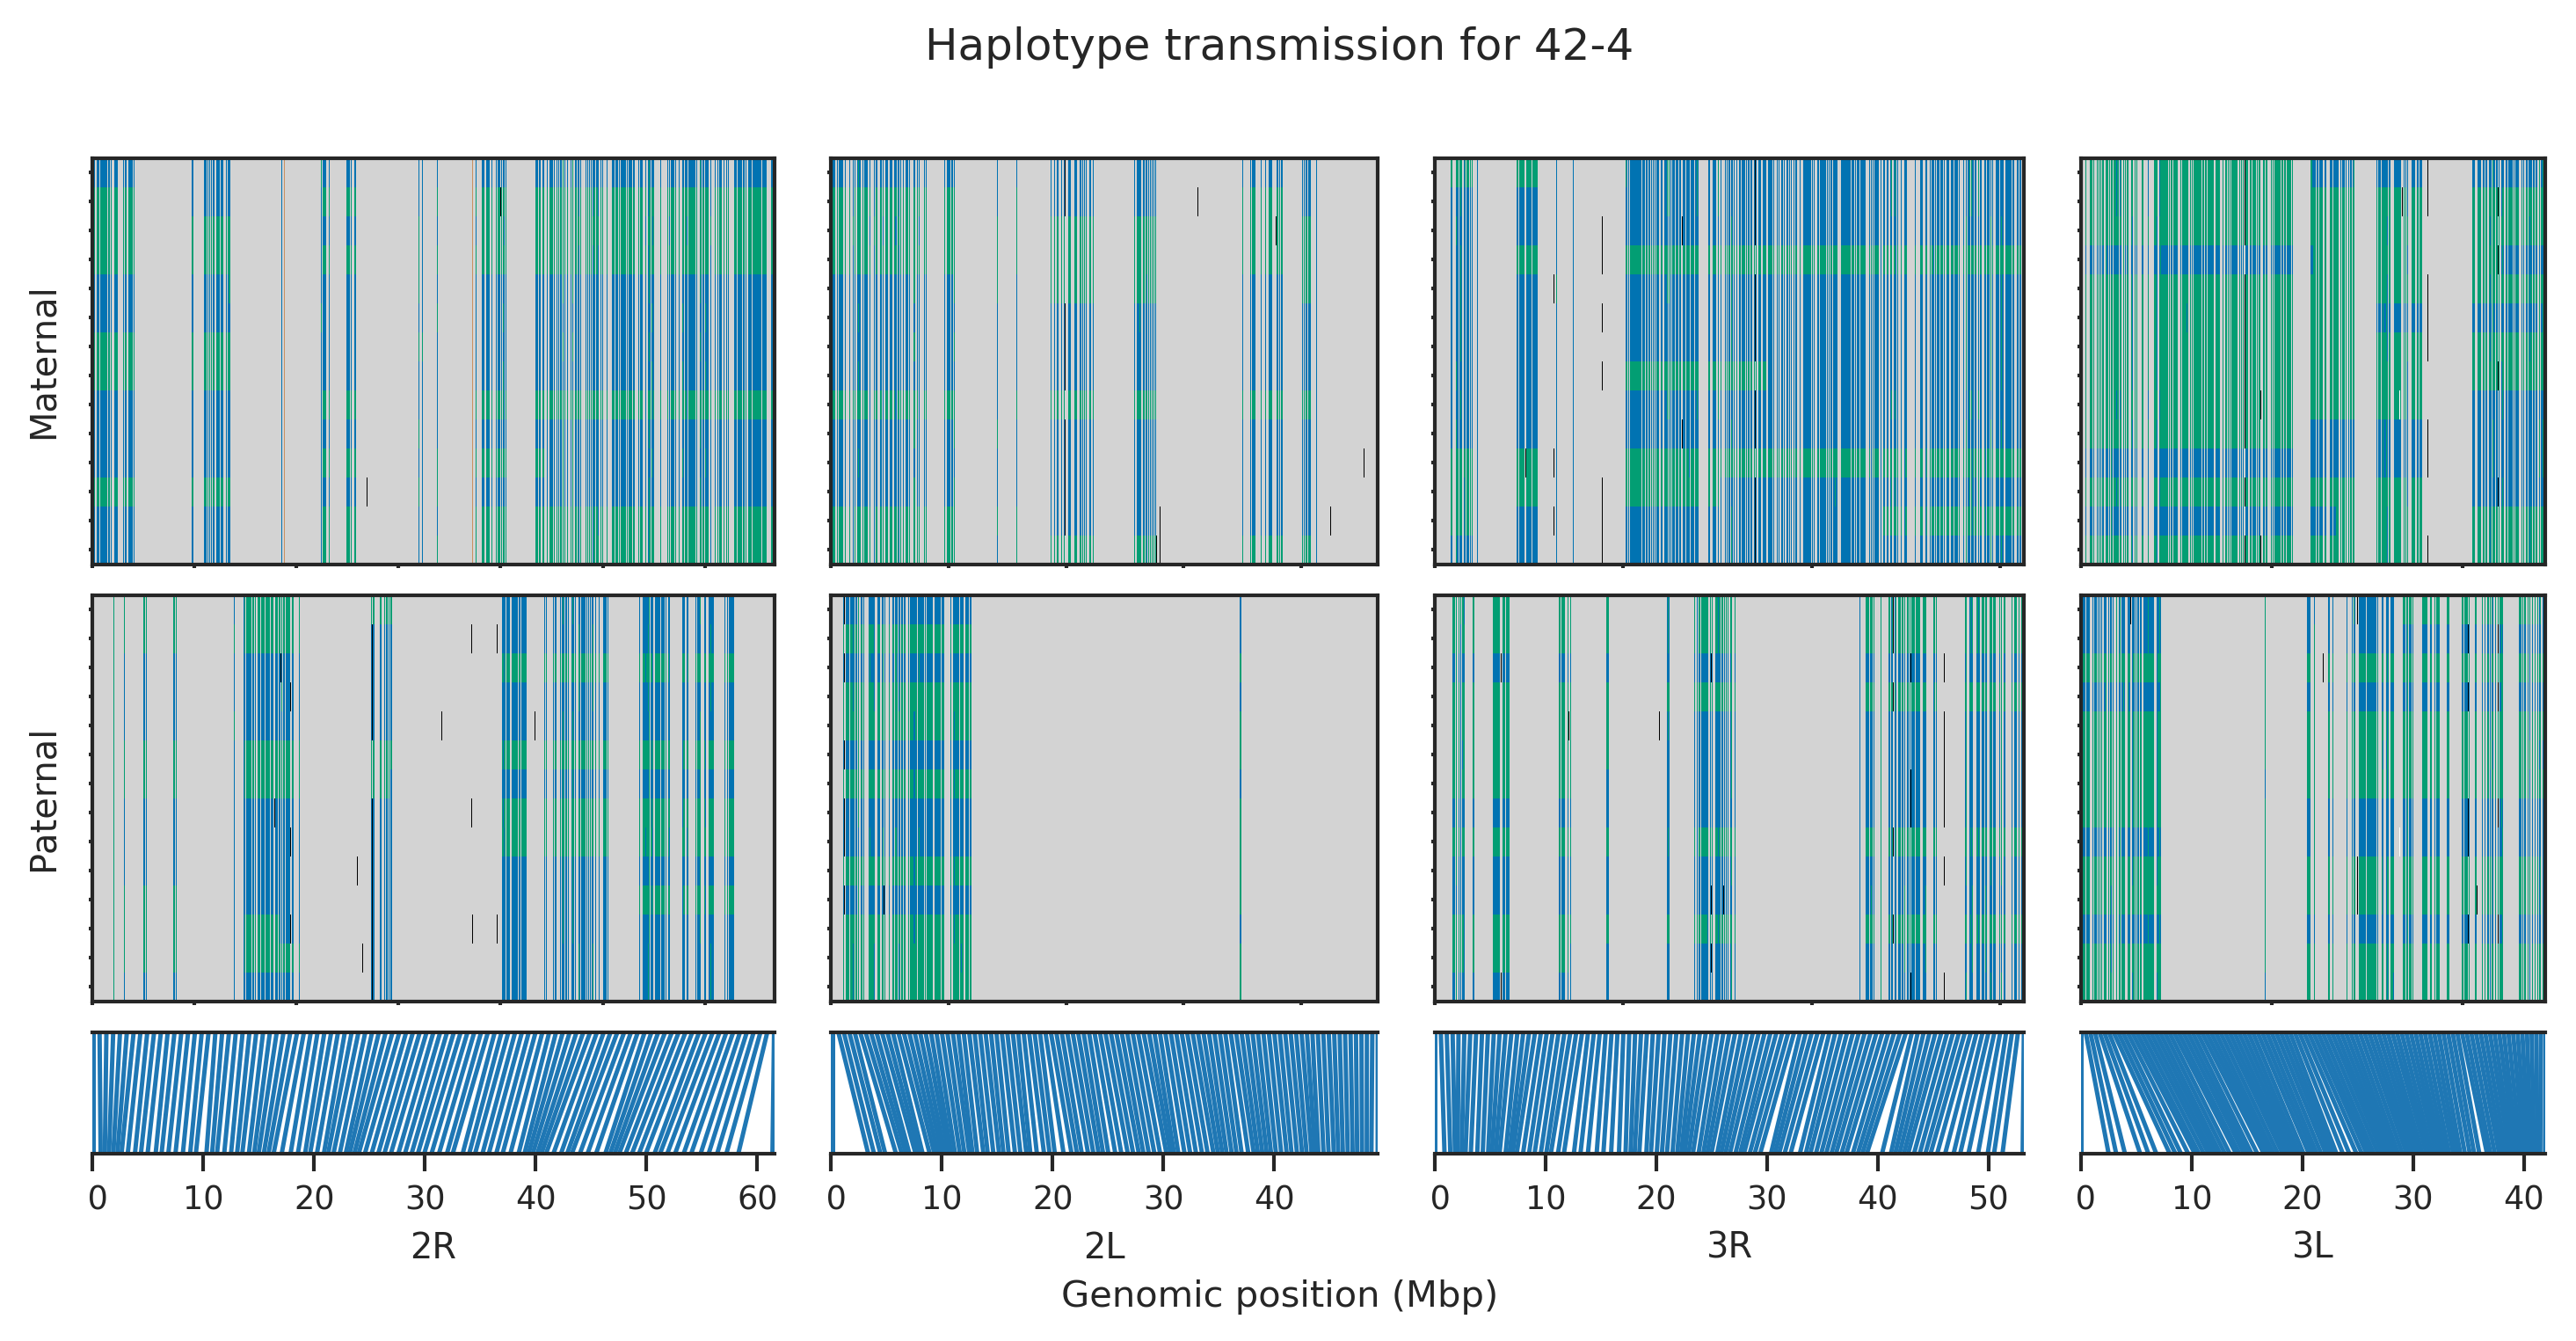 Haplotype transmission for 42-4
Maternal
Paternal
0 10 20 30 40 50 60
0 10 20 30 40
0 10 20 30 40 50
0 10 20 30 40
2R 2L 3R 3L
Genomic position (Mbp)